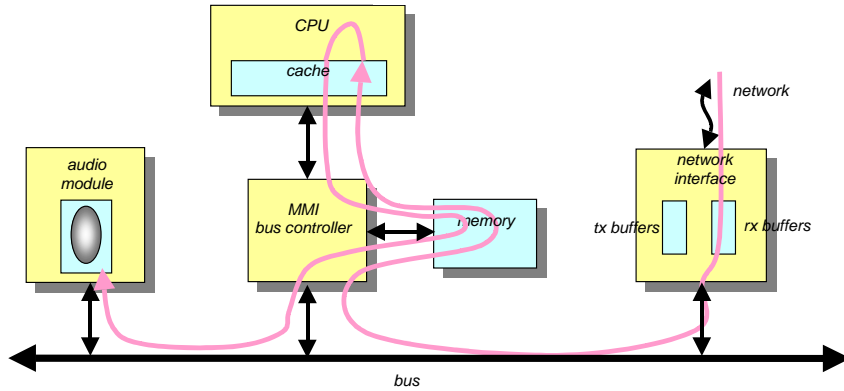 CPU
cache
network
audio
module
network
interface
MMI
bus controller
memory
tx buffers
rx buffers
bus